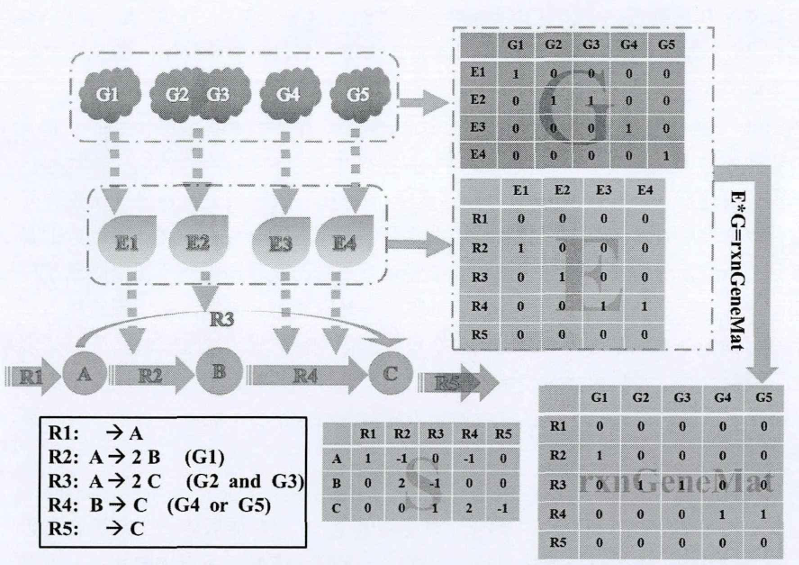 G1 G2 G3 G4 G5
G1 G2 G3 G4 G5
E1 1 0 0 0 0
E2 0 1 1 0 0
E3 0 0 0 1 0
E4 0 0 0 0 1
G
E1 E2 E3 E4
E1 E2 E3 E4
R1 0 0 0 0
R2 1 0 0 0
R3 0 1 0 0
R4 0 0 1 1
R5 0 0 0 0
E
E*G=rxnGeneMat
R3
R1 A R2 B R4 C R5
R1: → A
R2: A → 2 B (G1)
R3: A → 2 C (G2 and G3)
R4: B → C (G4 or G5)
R5: → C
R1 R2 R3 R4 R5
A 1 -1 0 -1 0
B 0 2 -1 0 0
C 0 0 1 2 -1
S
G1 G2 G3 G4 G5
R1 0 0 0 0 0
R2 1 0 0 0 0
R3 0 1 1 0 0
R4 0 0 0 1 1
R5 0 0 0 0 0
rxnGeneMat